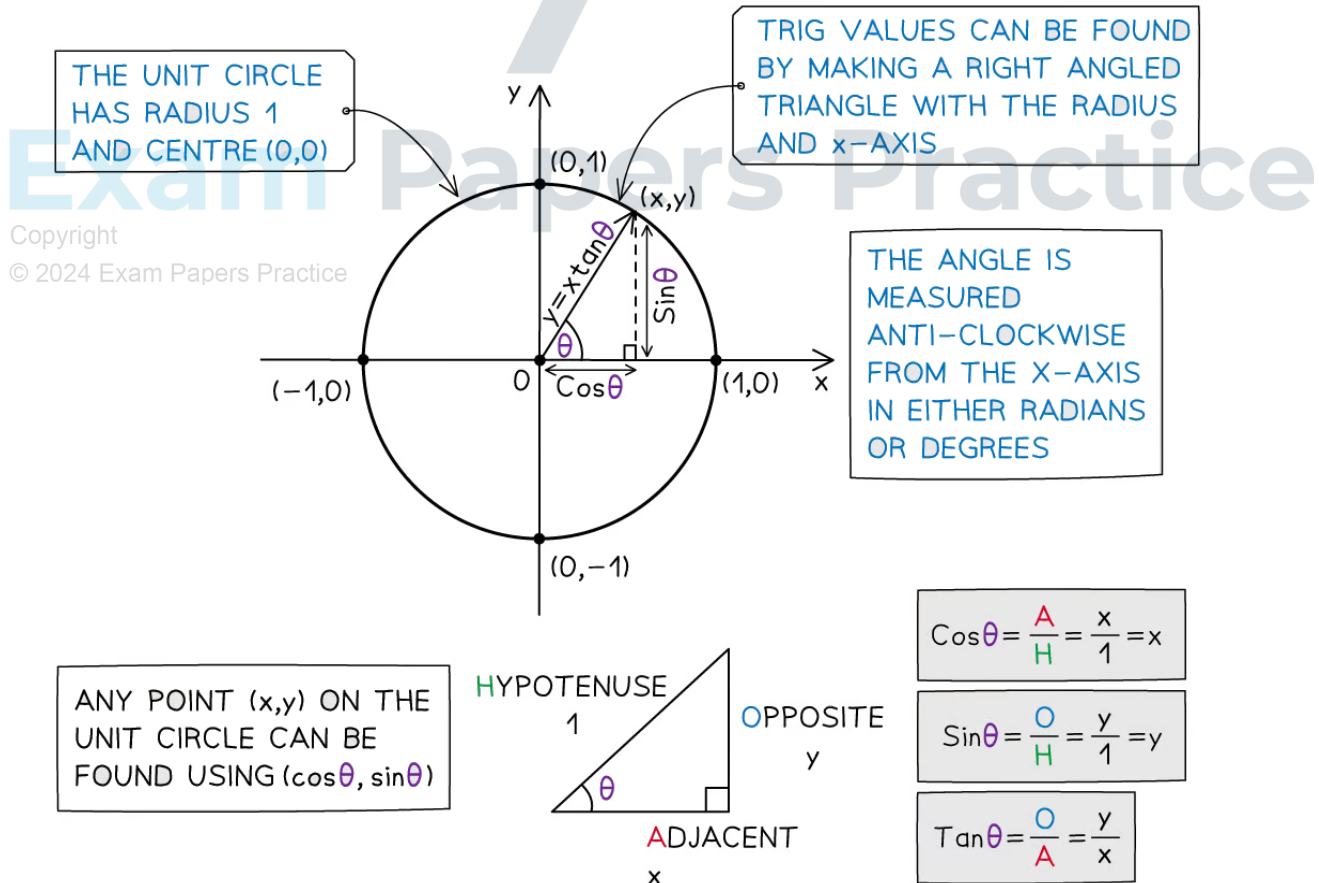 THE UNIT CIRCLE
HAS RADIUS 1
AND CENTRE (0,0)
TRIG VALUES CAN BE FOUND
BY MAKING A RIGHT ANGLED
TRIANGLE WITH THE RADIUS
AND x-AXIS
Exam Papers Practice
Copyright
© 2024 Exam Papers Practice
y
(0,1)
(x,y)
y=xtanθ
Sinθ
θ
(-1,0)
0
Cosθ
(1,0)
x
(0,-1)
THE ANGLE IS
MEASURED
ANTI-CLOCKWISE
FROM THE X-AXIS
IN EITHER RADIANS
OR DEGREES
ANY POINT (x,y) ON THE
UNIT CIRCLE CAN BE
FOUND USING (cosθ, sinθ)
HYPOTENUSE
1
OPPOSITE
y
θ
ADJACENT
x
Cosθ = A/H = x/1 = x
Sinθ = O/H = y/1 = y
Tanθ = O/A = y/x